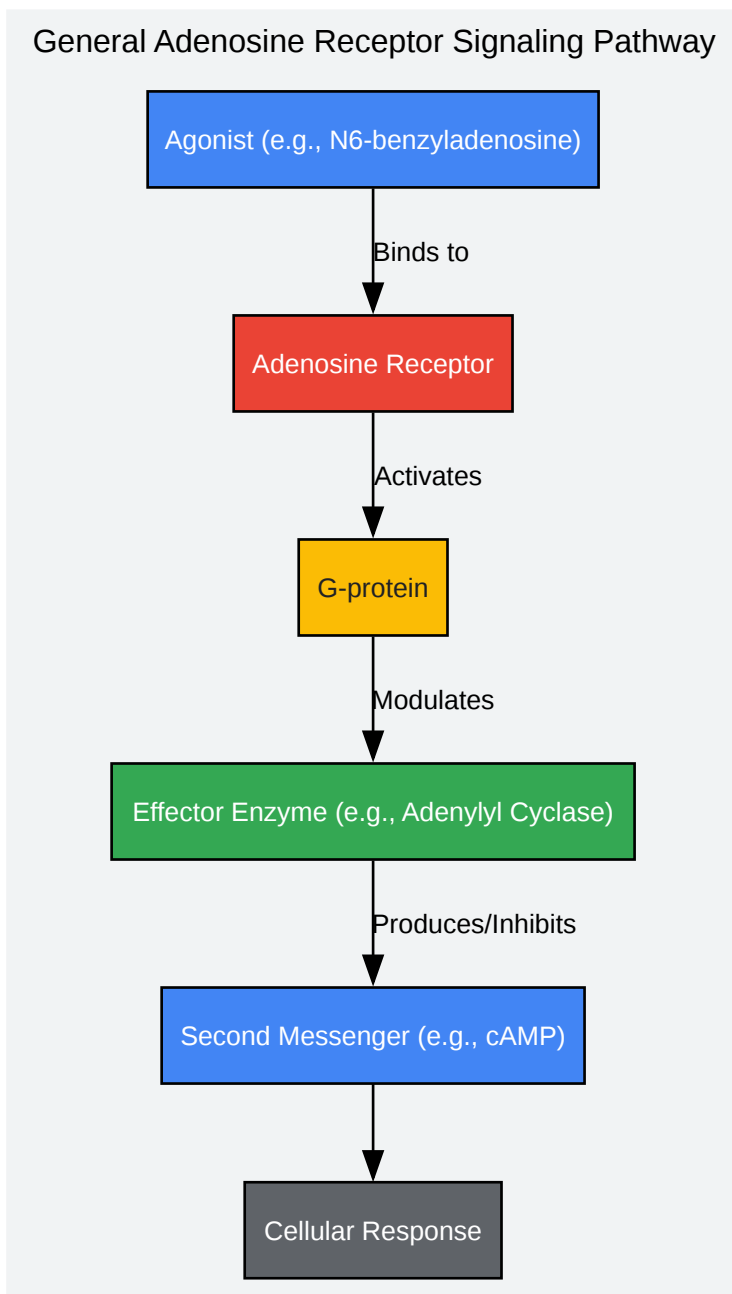 General Adenosine Receptor Signaling Pathway
Agonist (e.g., N6-benzyladenosine)
Binds to
Adenosine Receptor
Activates
G-protein
Modulates
Effector Enzyme (e.g., Adenylyl Cyclase)
Produces/Inhibits
Second Messenger (e.g., cAMP)
Cellular Response